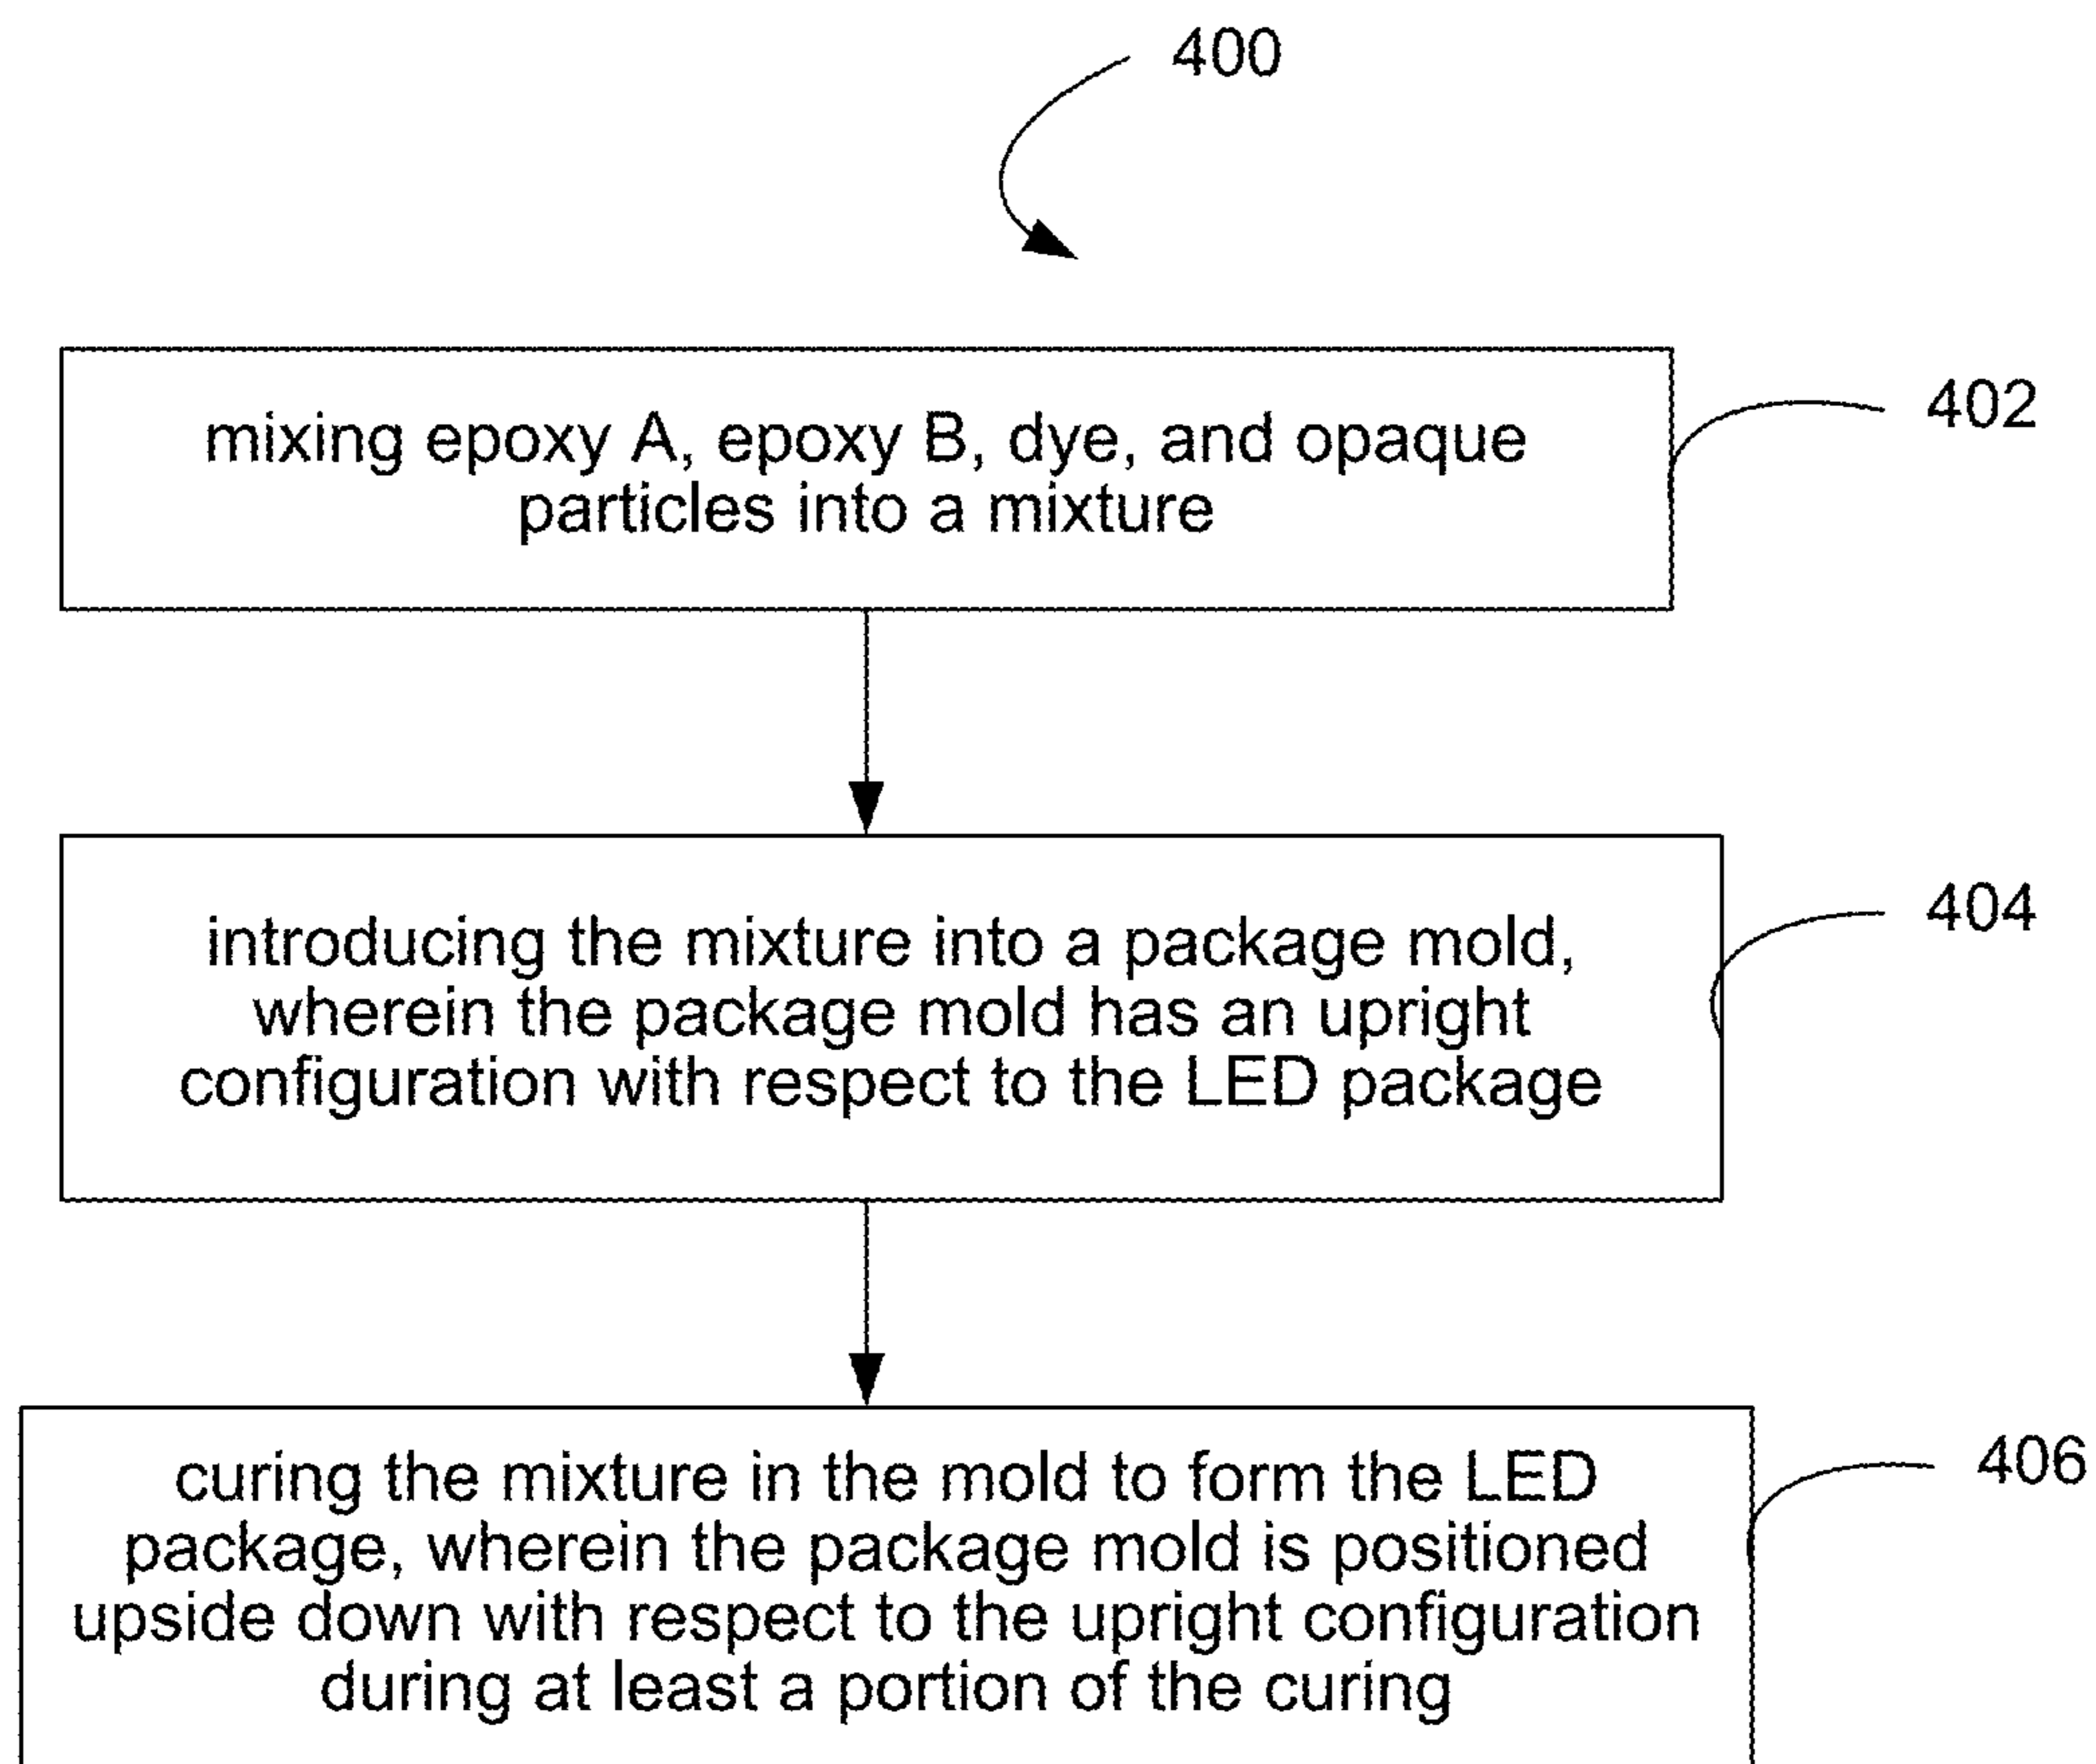 400
mixing epoxy A, epoxy B, dye, and opaque
particles into a mixture
402
introducing the mixture into a package mold,
wherein the package mold has an upright
configuration with respect to the LED package
404
curing the mixture in the mold to form the LED
package, wherein the package mold is positioned
upside down with respect to the upright configuration
during at least a portion of the curing
406